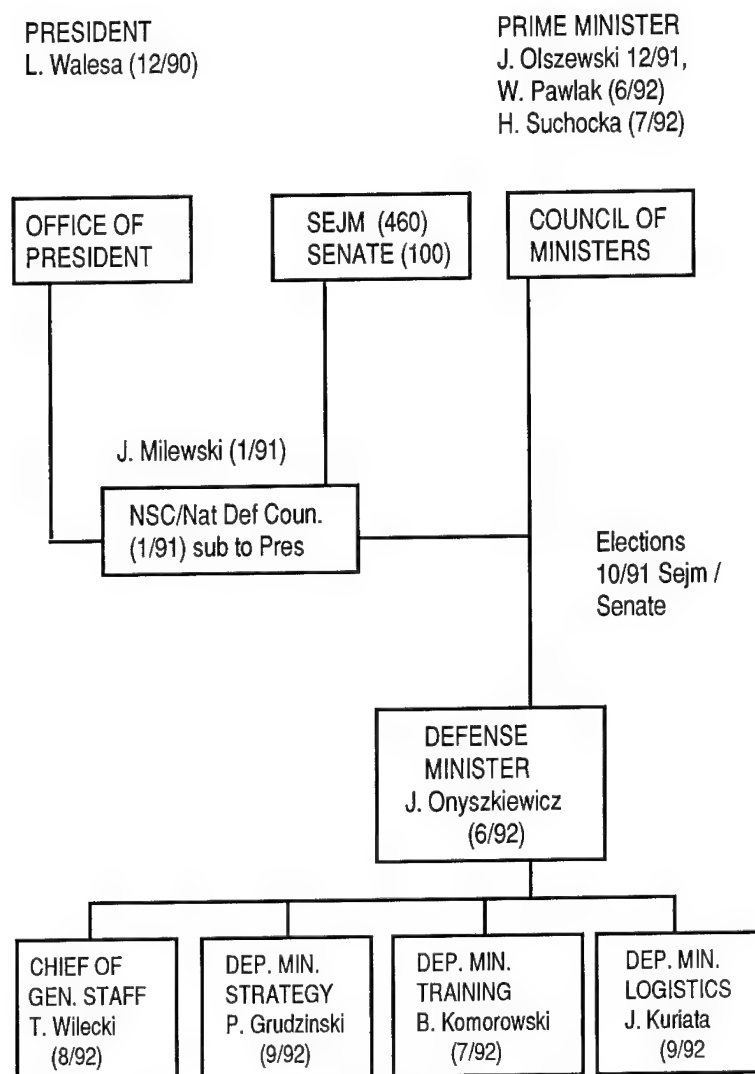 PRESIDENT
L. Walesa (12/90)
PRIME MINISTER
J. Olszewski 12/91,
W. Pawlak (6/92)
H. Suchocka (7/92)
OFFICE OF
PRESIDENT
SEJM (460)
SENATE (100)
COUNCIL OF
MINISTERS
J. Milewski (1/91)
NSC/Nat Def Coun.
(1/91) sub to Pres
Elections
10/91 Sejm /
Senate
DEFENSE
MINISTER
J. Onyszkiewicz
(6/92)
CHIEF OF
GEN. STAFF
T. Wilecki
(8/92)
DEP. MIN.
STRATEGY
P. Grudzinski
(9/92)
DEP. MIN.
TRAINING
B. Komorowski
(7/92)
DEP. MIN.
LOGISTICS
J. Kuriata
(9/92